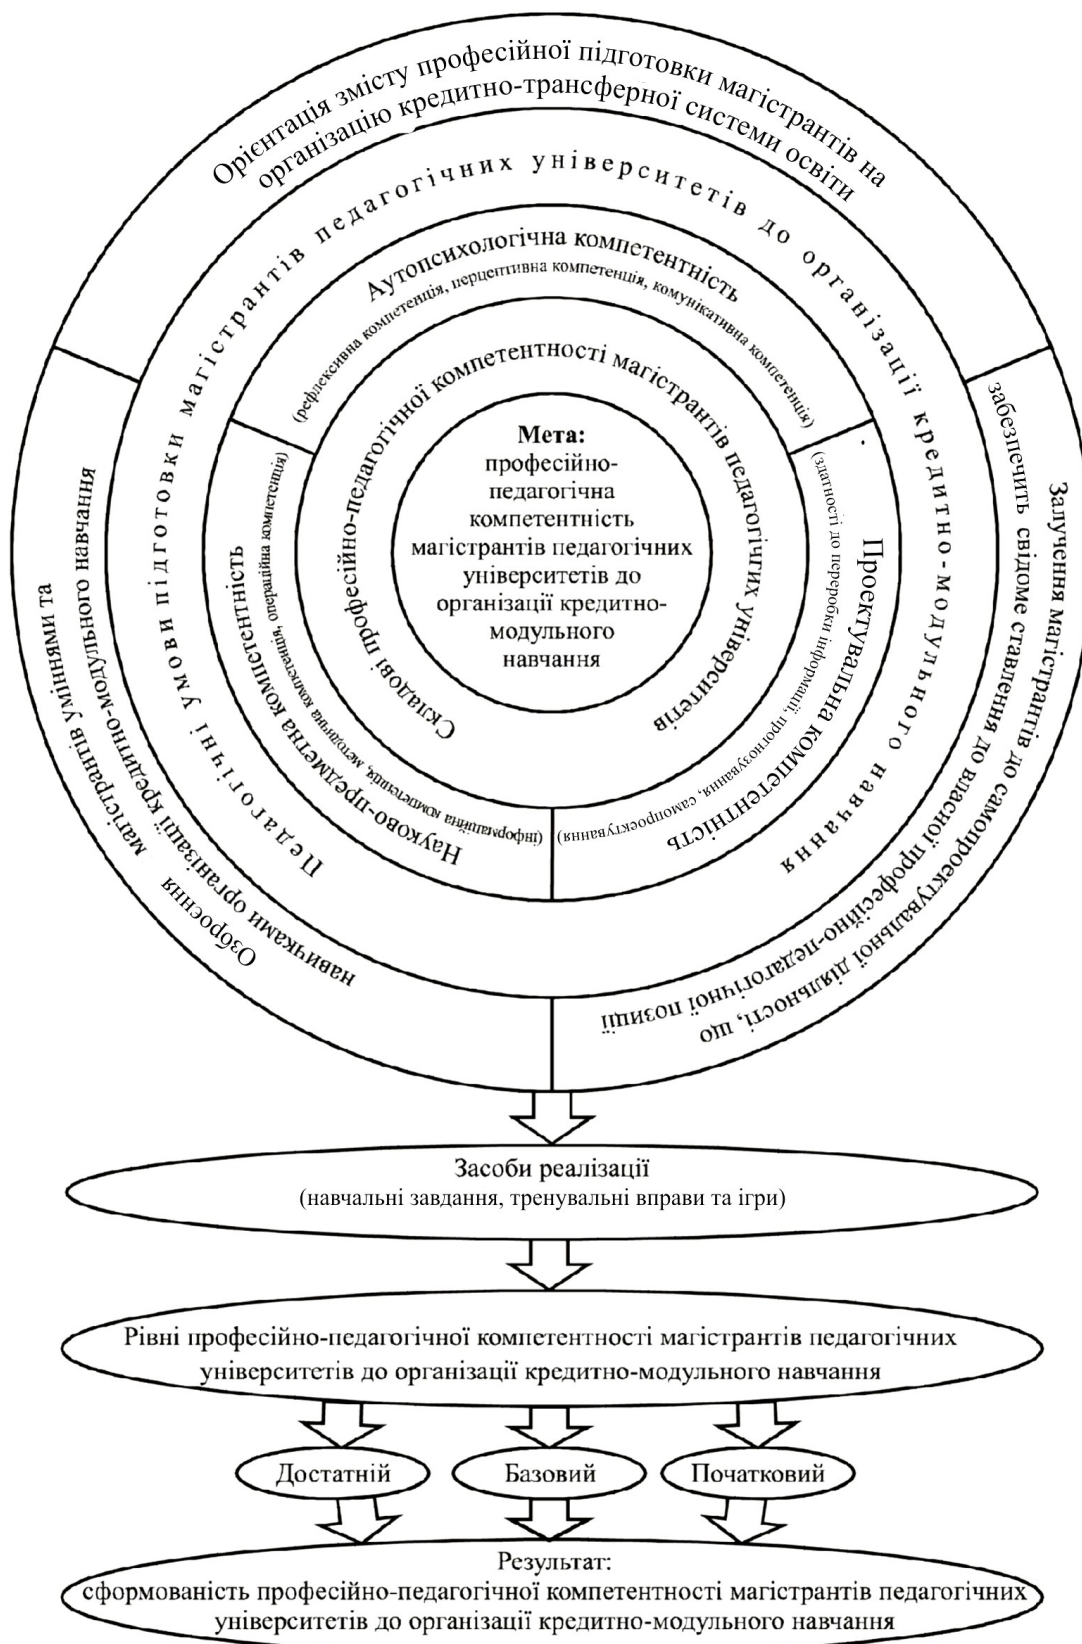 Орієнтація змісту професійної підготовки магістрантів на
організацію кредитно-трансферної системи освіти
Педагогічні умови підготовки магістрантів педагогічних університетів до організації кредитно-модульного навчання
Аутопсихологічна компетентність
(рефлексивна компетенція, перцептивна компетенція, комунікативна компетенція)
Складові професійно-педагогічної компетентності магістрантів педагогічгих університетів
Мета:
професійно-
педагогічна
компетентність
магістрантів педагогічних
університетів до
організації кредитно-
модульного
навчання
Науково-предметна компетентність
(інформаційна компетенція, методична компетенція, операційна компетенція)
Проектувальна компетентність
(здатності до переробки інформації, прогнозування, самопроектування)
Озброєння магістрантів уміннями та
навичками організації кредитно-модульного навчання
Залучення магістрантів до самопроектувальної діяльності, що
забезпечить свідоме ставлення до власної професійно-педагогічної позиції
Засоби реалізації
(навчальні завдання, тренувальні вправи та ігри)
Рівні професійно-педагогічної компетентності магістрантів педагогічних
університетів до організації кредитно-модульного навчання
Достатній
Базовий
Початковий
Результат:
сформованість професійно-педагогічної компетентності магістрантів педагогічних
університетів до організації кредитно-модульного навчання